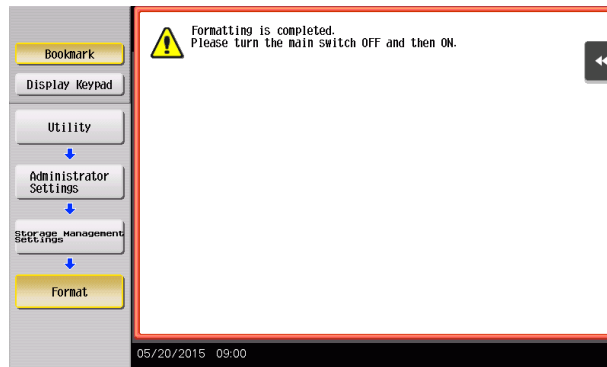 Formatting is completed.
Please turn the main switch OFF and then ON.
Bookmark
Display Keypad
Utility
Administrator
Settings
Storage Management
Settings
Format
05/20/2015 09:00